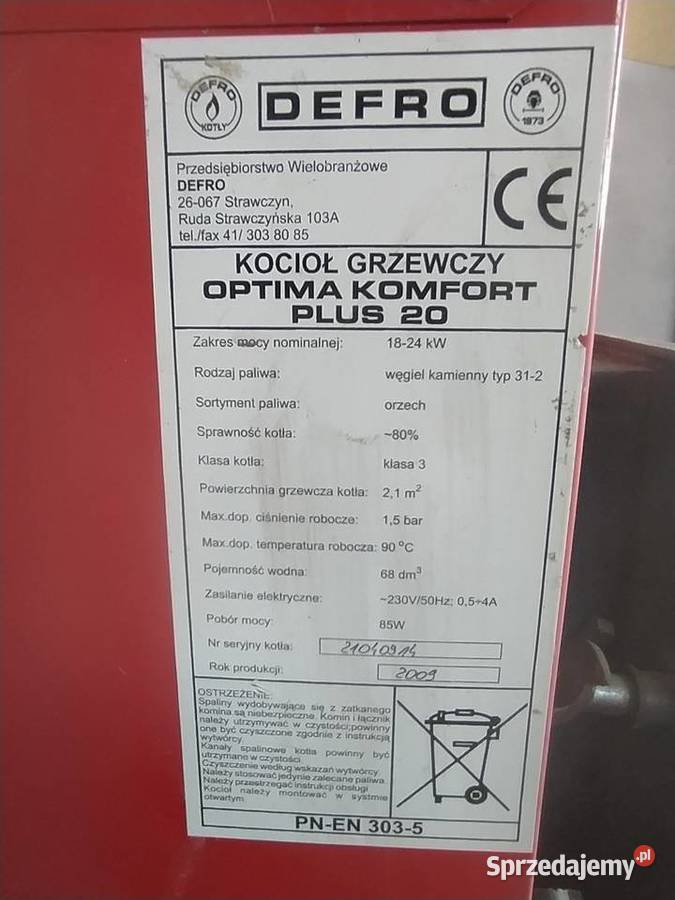 DEFRO
KOTŁY
DEFRO
DEFRO
1973
Przedsiębiorstwo Wielobranżowe
DEFRO
26-067 Strawczyn,
Ruda Strawczyńska 103A
tel./fax 41/ 303 80 85
CE
KOCIOŁ GRZEWCZY
OPTIMA KOMFORT
PLUS 20
Zakres mocy nominalnej: 18-24 kW
Rodzaj paliwa: węgiel kamienny typ 31-2
Sortyment paliwa: orzech
Sprawność kotła: ~80%
Klasa kotła: klasa 3
Powierzchnia grzewcza kotła: 2,1 m²
Max.dop. ciśnienie robocze: 1,5 bar
Max.dop. temperatura robocza: 90 °C
Pojemność wodna: 68 dm³
Zasilanie elektryczne: ~230V/50Hz; 0,5÷4A
Pobór mocy: 85W
Nr seryjny kotła: 21040914
Rok produkcji: 2009
OSTRZEŻENIE:
Spaliny wydobywające się z zatkanego
komina są niebezpieczne. Komin i łącznik
należy utrzymywać w czystości;powinny
one być czyszczone zgodnie z instrukcją
wytwórcy.
Kanały spalinowe kotła powinny być
utrzymane w czystości.
Czyszczenie według wskazań wytwórcy.
Należy stosować jedynie zalecane paliwa.
Należy przestrzegać instrukcji obsługi
Kocioł należy montować w systmie
otwartym.
PN-EN 303-5
Sprzedajemy.pl